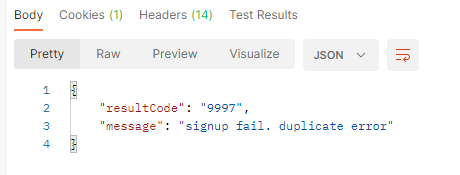 Body Cookies (1) Headers (14) Test Results
Pretty Raw Preview Visualize JSON
1 {
2 "resultCode": "9997",
3 "message": "signup fail. duplicate error"
4 }